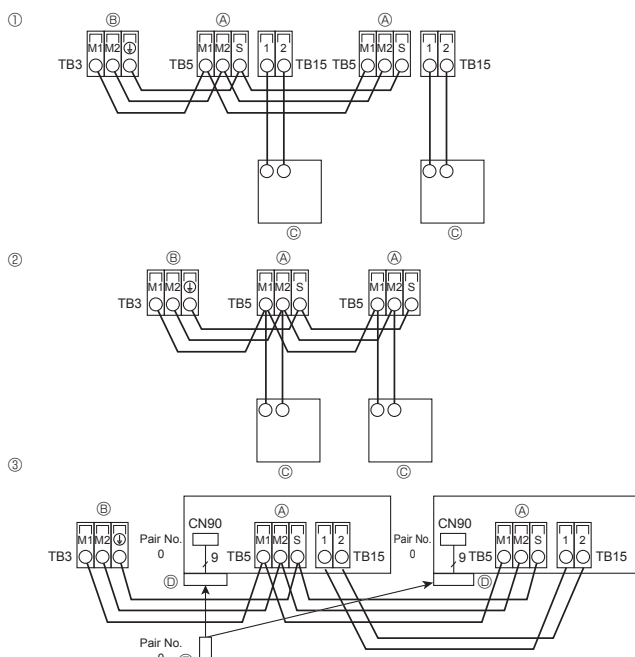 ①
Ⓑ Ⓐ Ⓐ
M1 M2 ⏚ M1 M2 S 1 2 M1 M2 S 1 2
TB3 TB5 TB15 TB5 TB15
Ⓒ Ⓒ
②
Ⓑ Ⓐ Ⓐ
M1 M2 ⏚ M1 M2 S M1 M2 S
TB3 TB5 TB5
Ⓒ Ⓒ
③
Ⓑ Ⓐ Ⓐ
CN90 CN90
M1 M2 ⏚ M1 M2 S 1 2 M1 M2 S 1 2
Pair No. Pair No.
TB3 0 9 TB5 TB15 0 9 TB5 TB15
Ⓓ Ⓓ
Pair No.
0